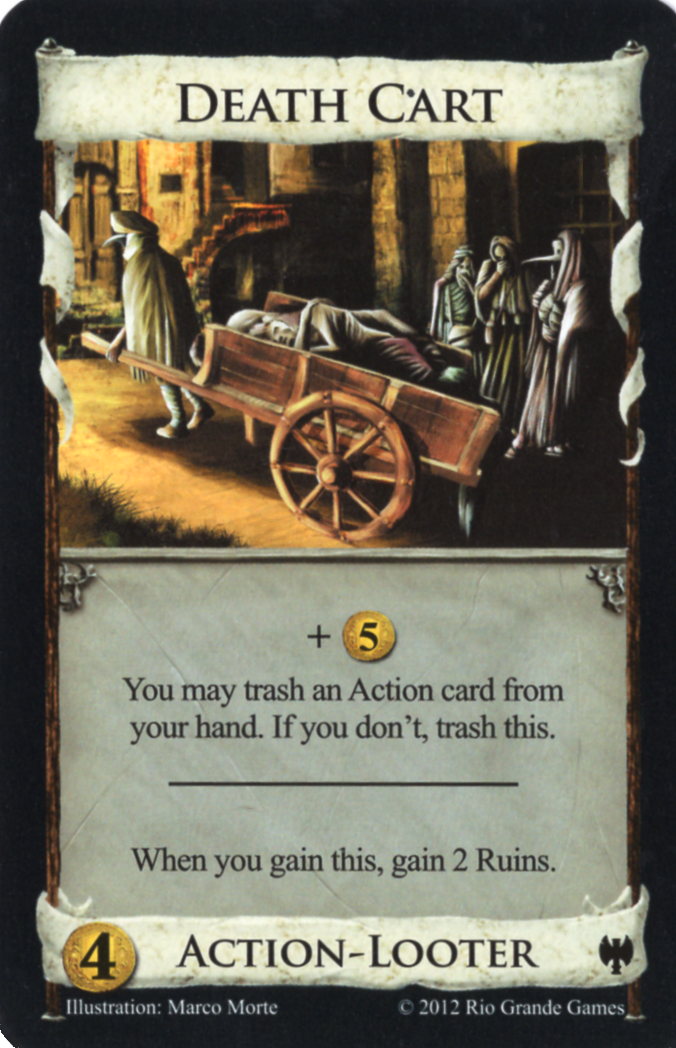 DEATH CART
+ 5
You may trash an Action card from
your hand. If you don't, trash this.
When you gain this, gain 2 Ruins.
4 ACTION-LOOTER
Illustration: Marco Morte © 2012 Rio Grande Games